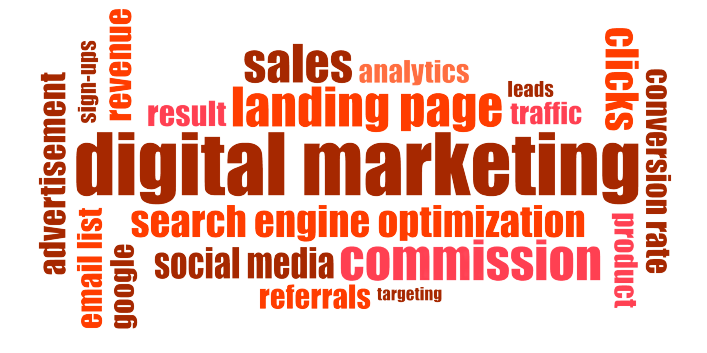 sales
analytics
leads
result
landing page
traffic
digital marketing
search engine optimization
social media
commission
referrals
targeting
advertisement
sign-ups
revenue
email list
google
clicks
conversion rate
product